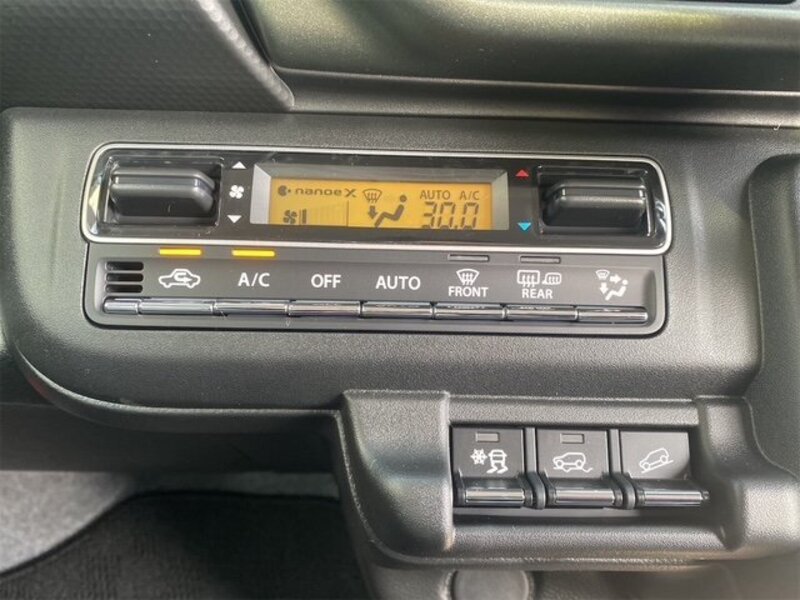 nanoe X AUTO A/C
30.0
A/C OFF AUTO FRONT REAR